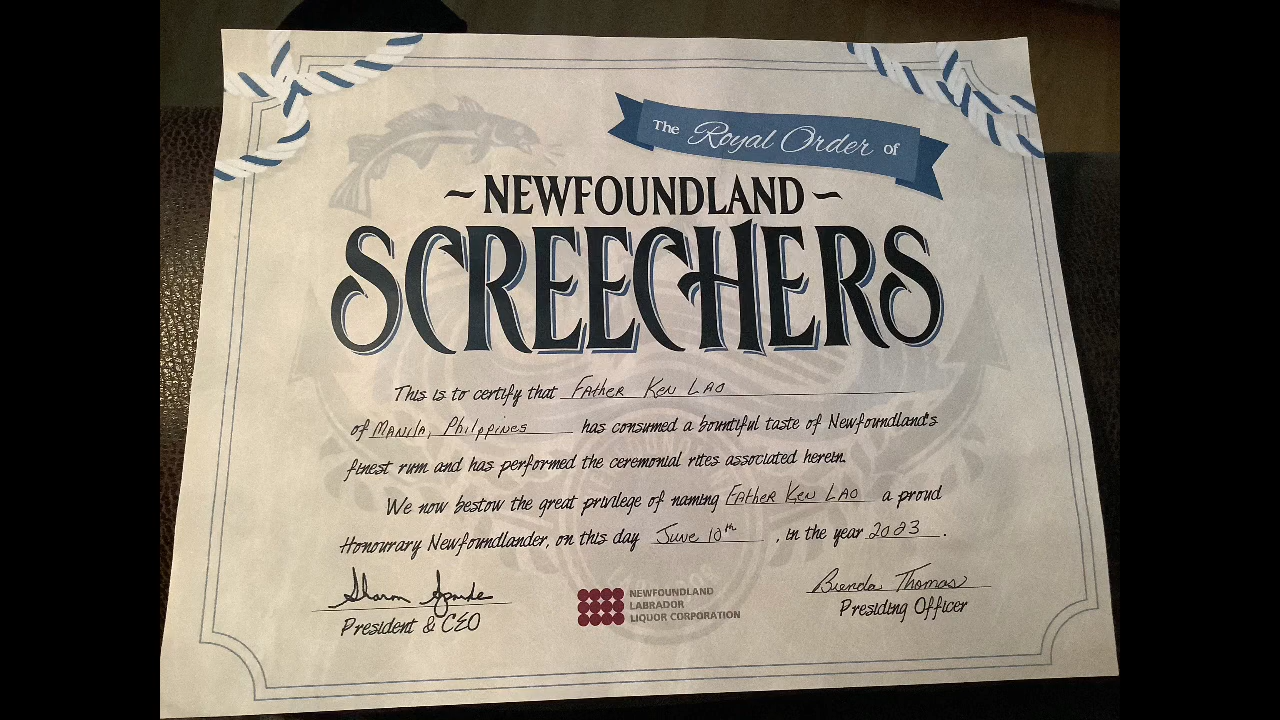 The Royal Order of
~ NEWFOUNDLAND ~
SCREECHERS
This is to certify that Father Ken Lao
of Manila, Philippines has consumed a bountiful taste of Newfoundland's
finest rum and has performed the ceremonial rites associated herein.
We now bestow the great privilege of naming Father Ken Lao a proud
Honourary Newfoundlander, on this day June 10th, in the year 2023.
Sharon
Brenda Thomas
President & CEO
Presiding Officer
NEWFOUNDLAND
LABRADOR
LIQUOR CORPORATION